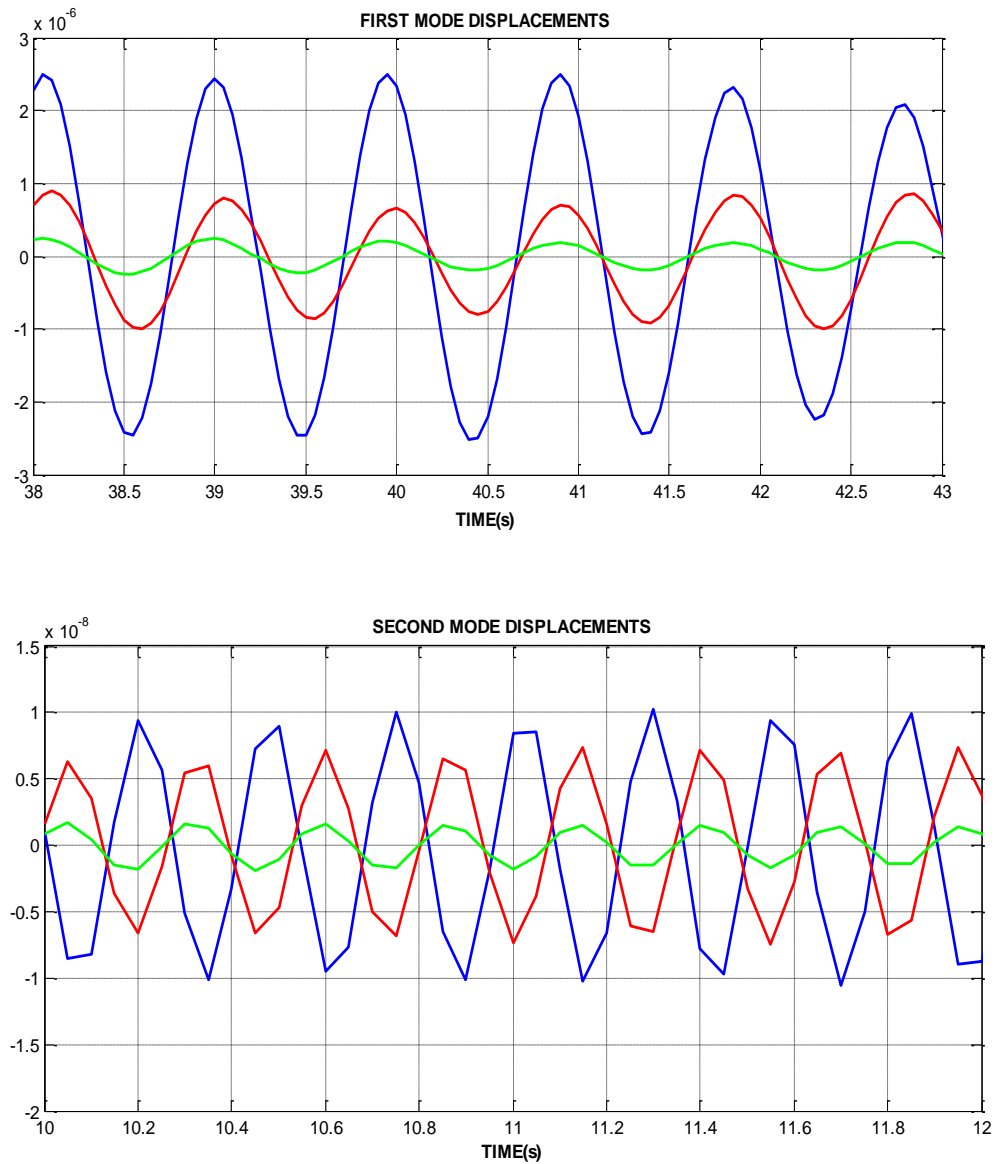 FIRST MODE DISPLACEMENTS
x 10-6
3
2
1
0
-1
-2
-3
38 38.5 39 39.5 40 40.5 41 41.5 42 42.5 43
TIME(s)
SECOND MODE DISPLACEMENTS
x 10-8
1.5
1
0.5
0
-0.5
-1
-1.5
-2
10 10.2 10.4 10.6 10.8 11 11.2 11.4 11.6 11.8 12
TIME(s)